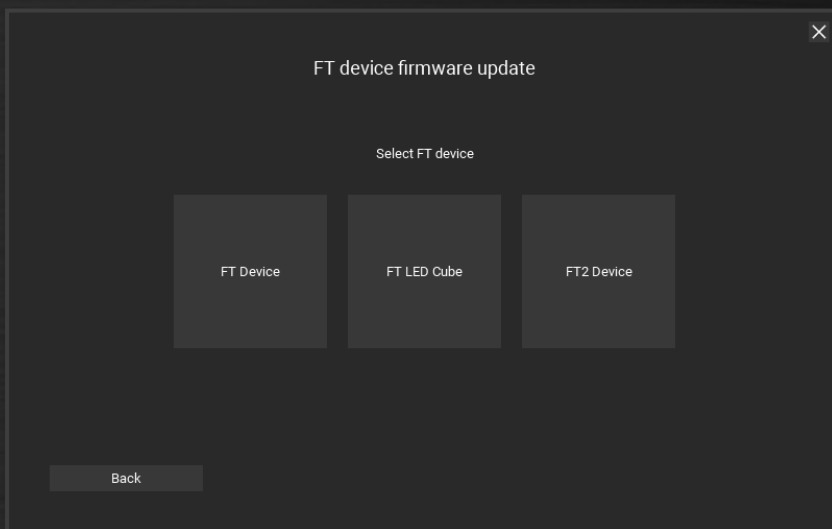 FT device firmware update
Select FT device
FT Device
FT LED Cube
FT2 Device
Back